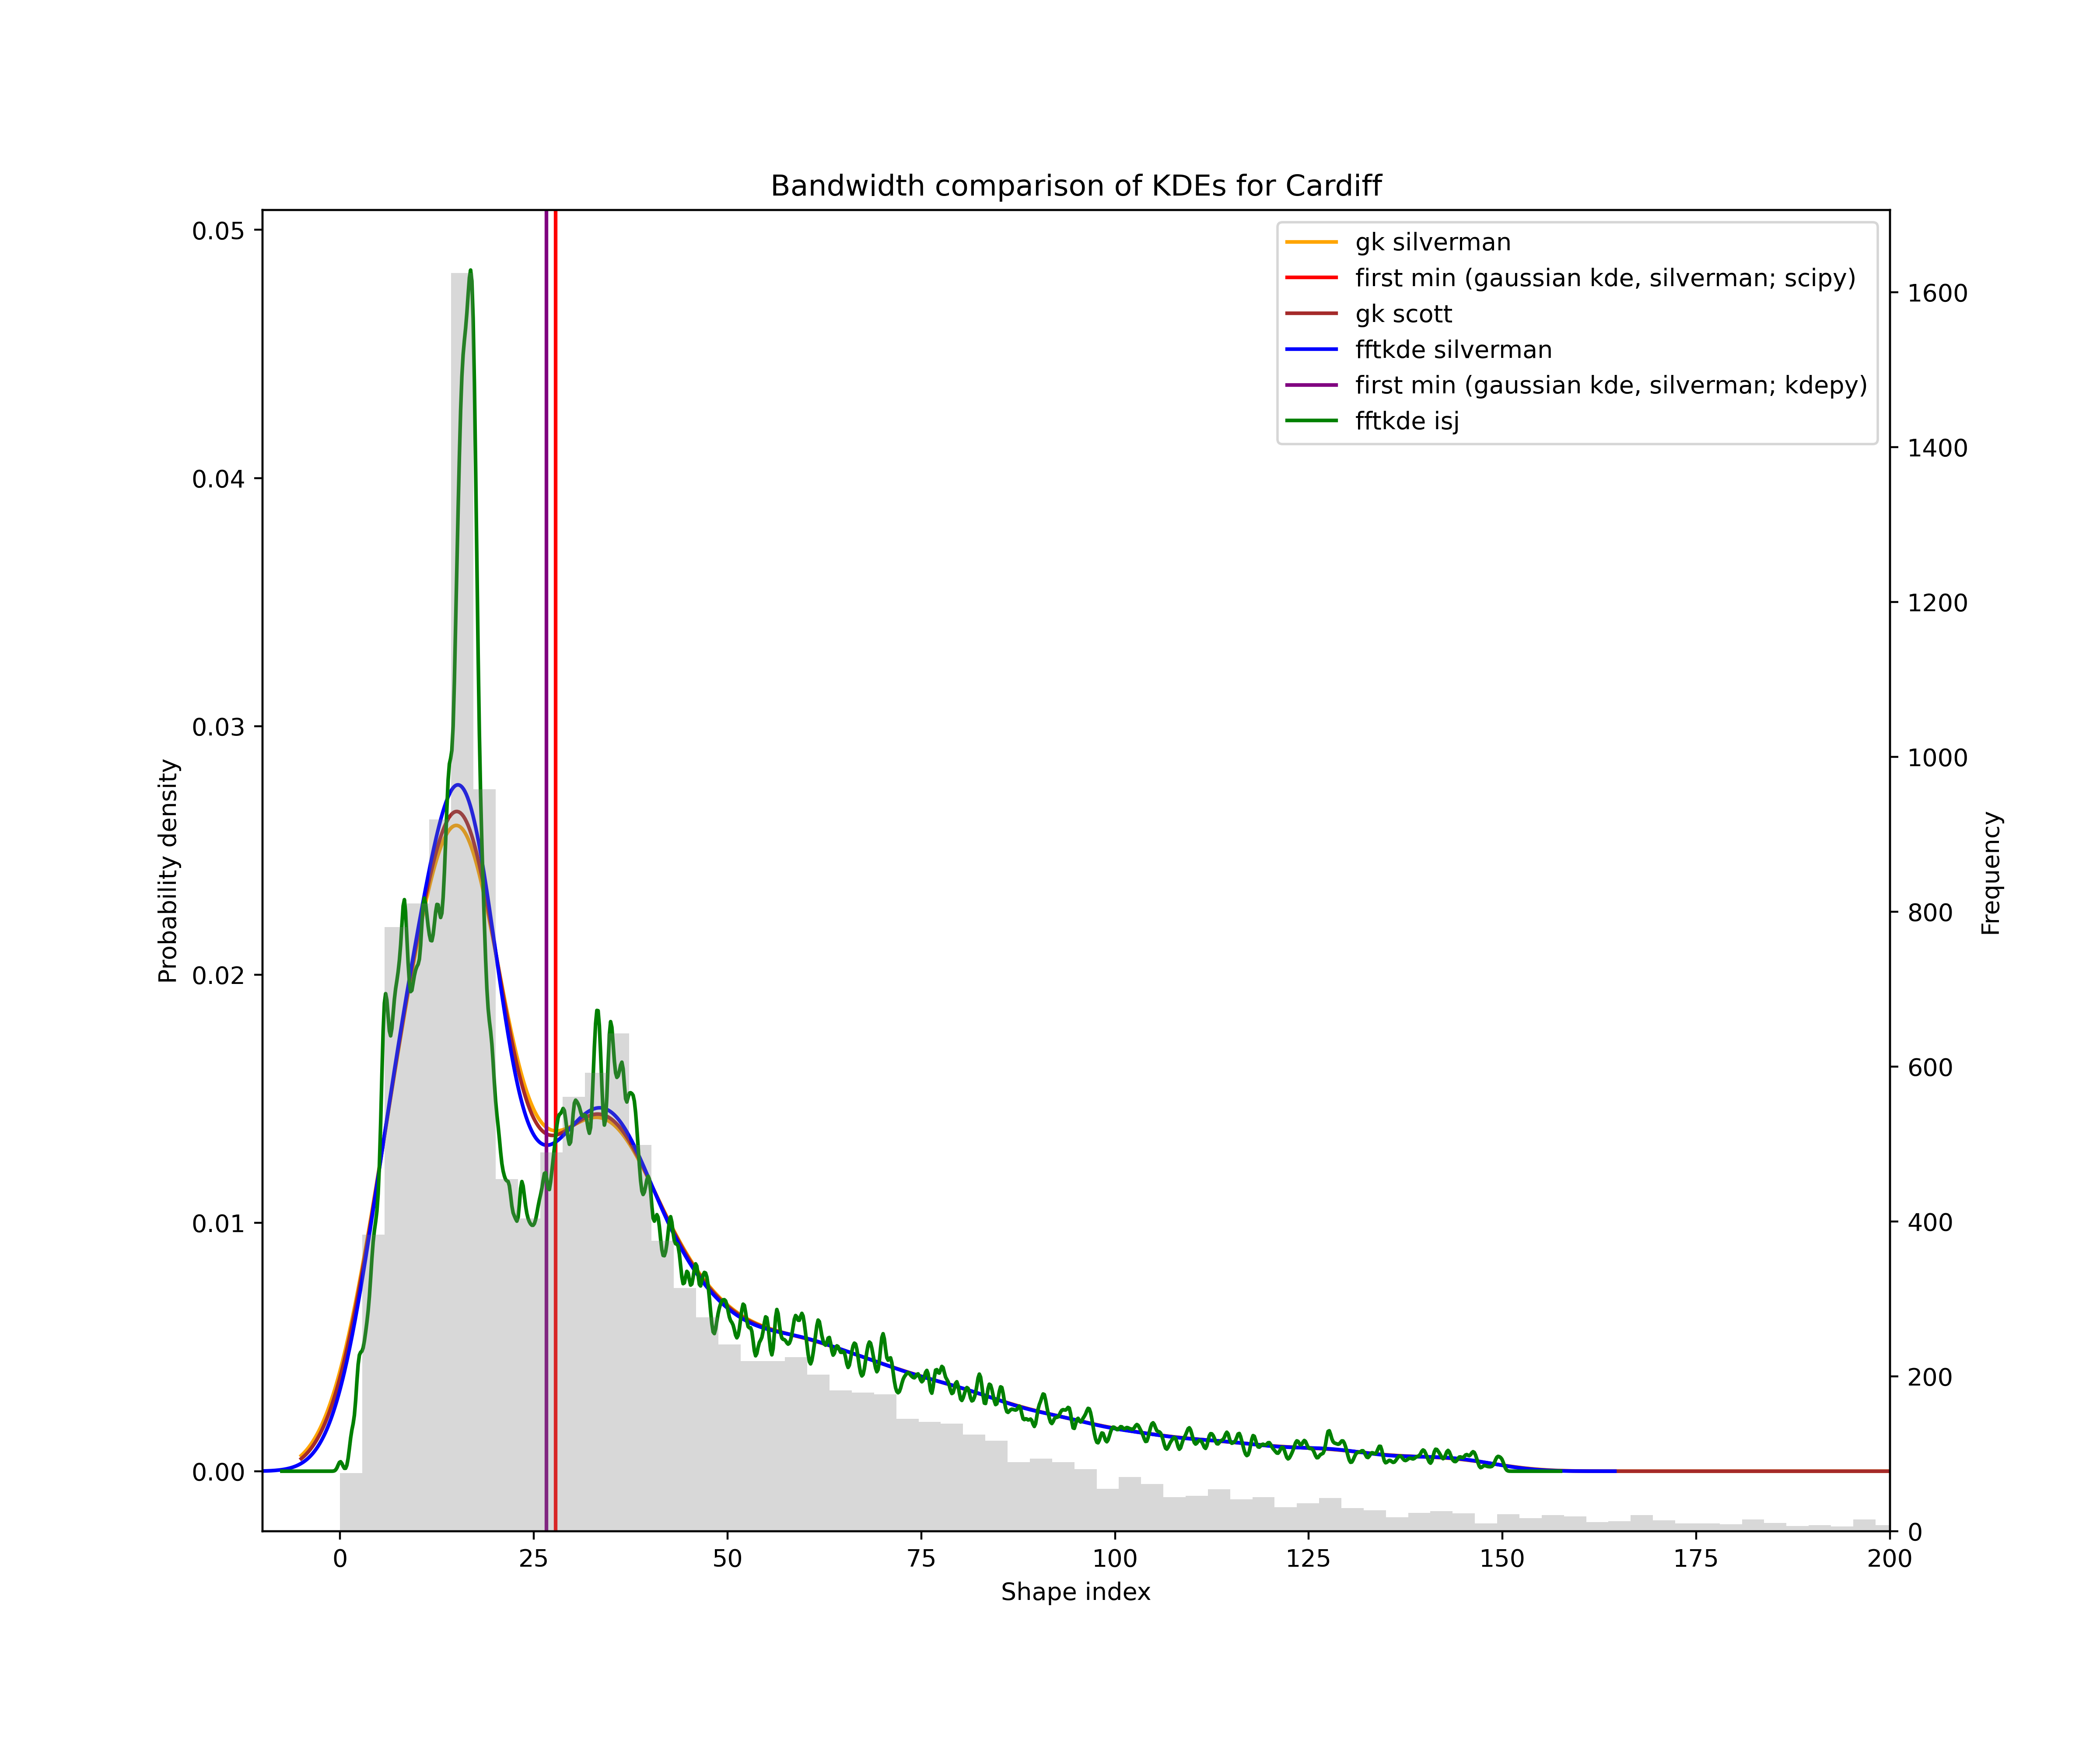 Bandwidth comparison of KDEs for Cardiff
gk silverman
first min (gaussian kde, silverman; scipy)
gk scott
fftkde silverman
first min (gaussian kde, silverman; kdepy)
fftkde isj
0.05
0.04
0.03
0.02
0.01
0.00
Probability density
1600
1400
1200
1000
800
600
400
200
0
Frequency
0 25 50 75 100 125 150 175 200
Shape index